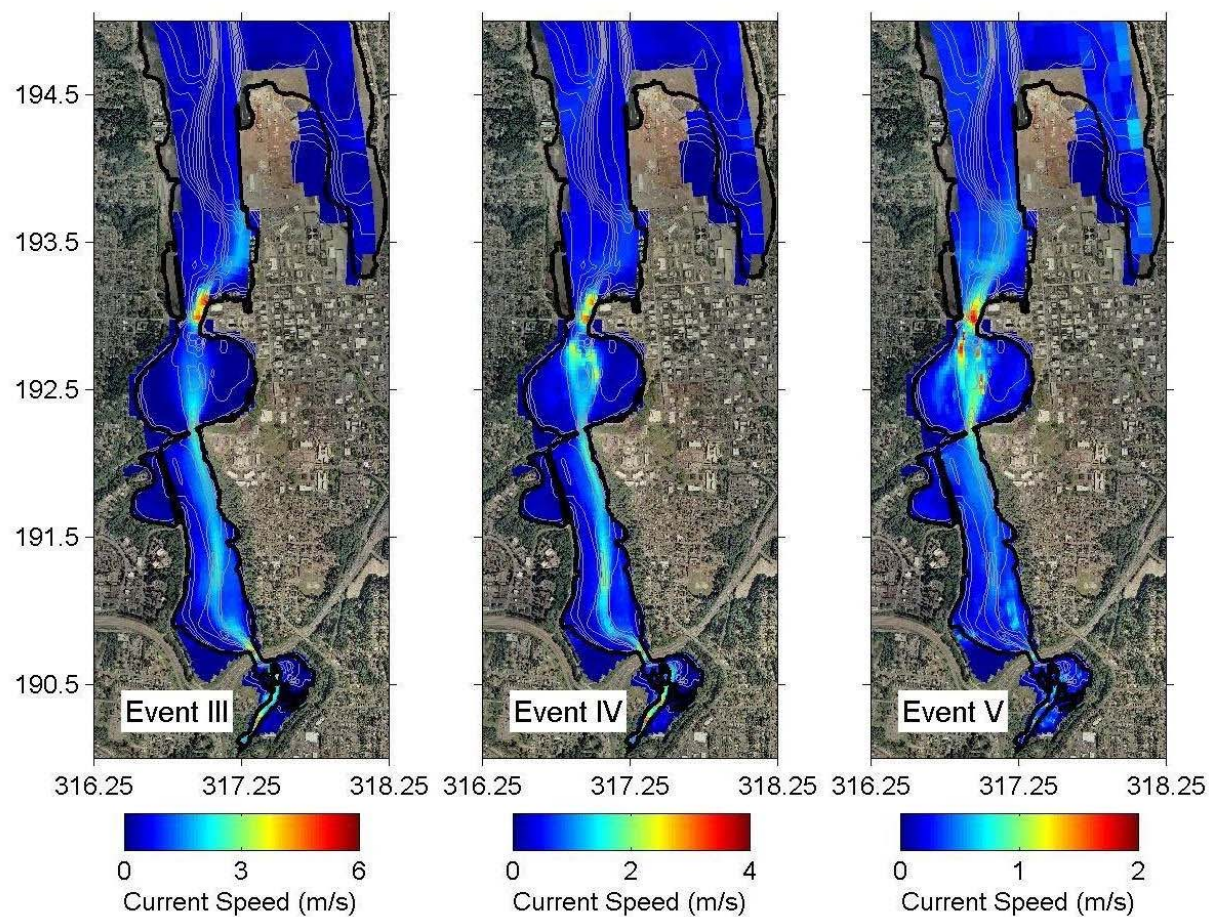 194.5
193.5
192.5
191.5
190.5
Event III
Event IV
Event V
316.25 317.25 318.25
316.25 317.25 318.25
316.25 317.25 318.25
0 3 6
Current Speed (m/s)
0 2 4
Current Speed (m/s)
0 1 2
Current Speed (m/s)